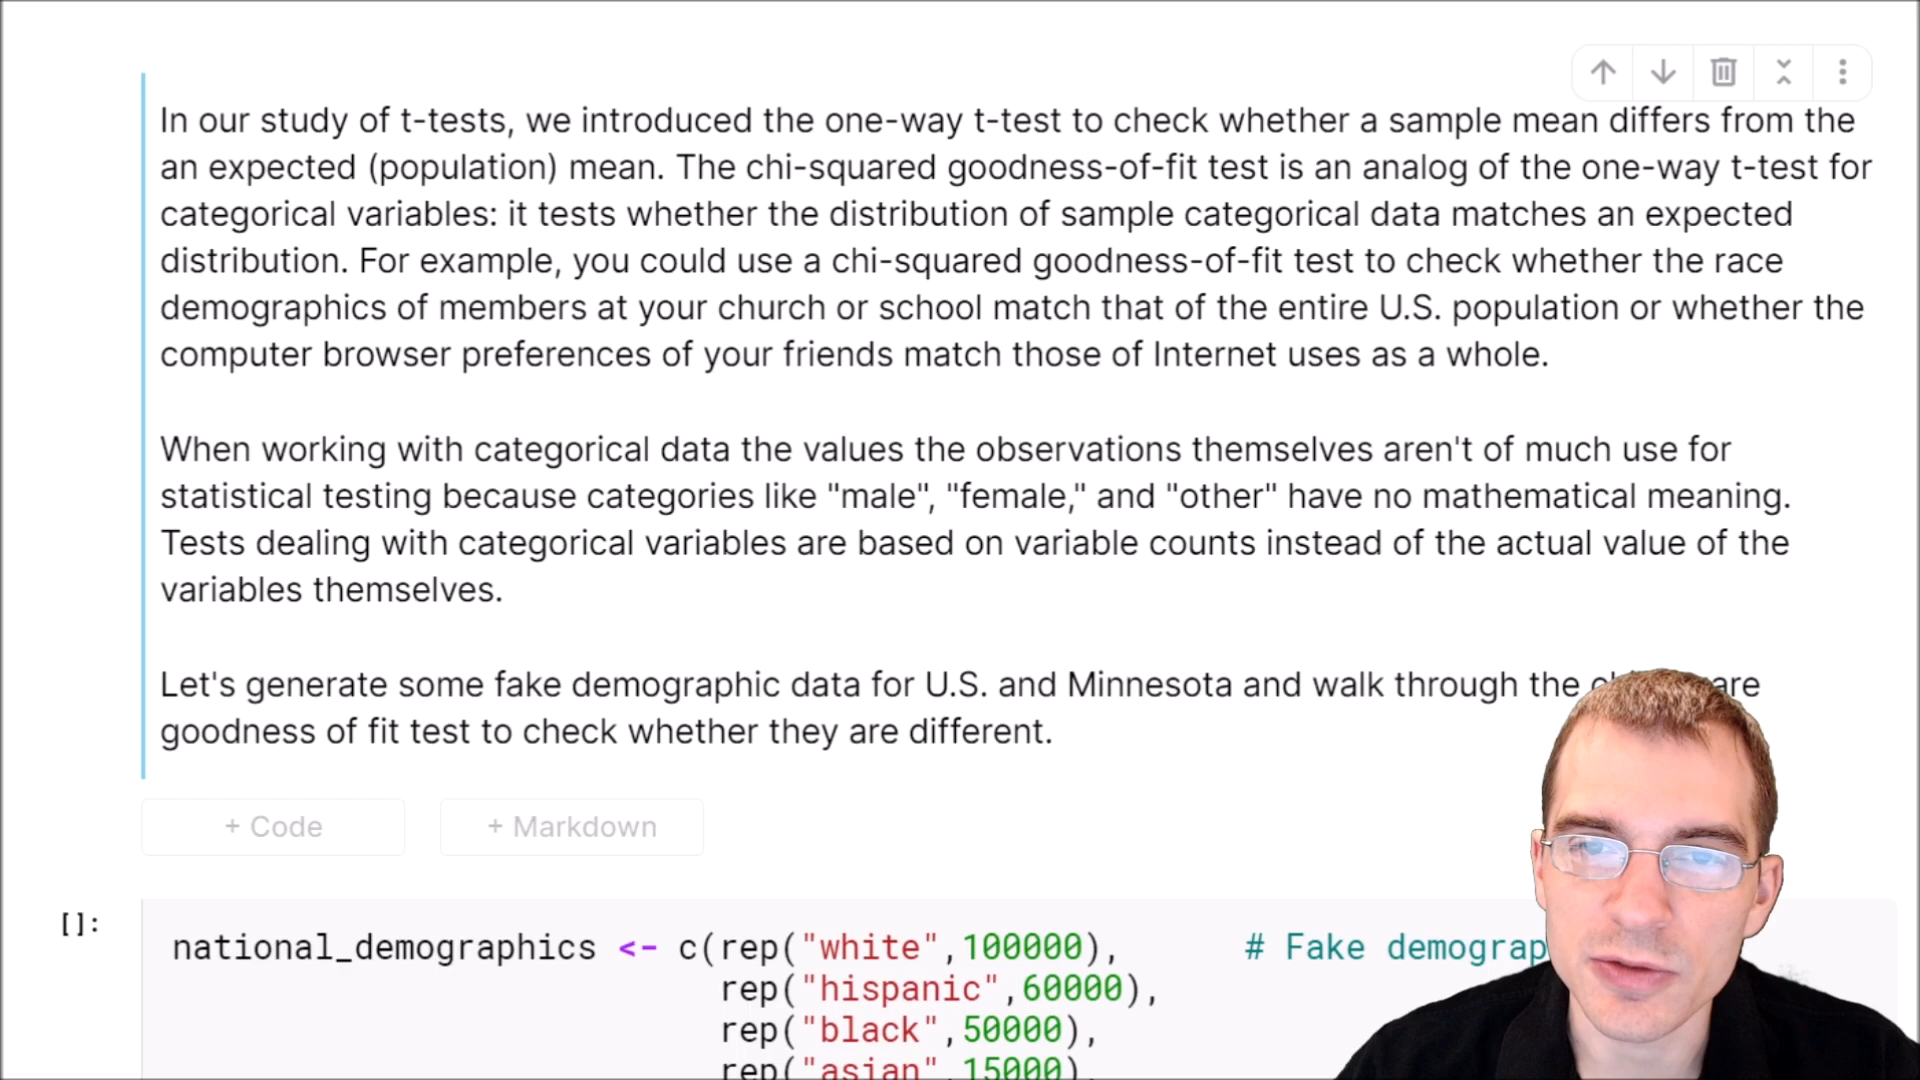 In our study of t-tests, we introduced the one-way t-test to check whether a sample mean differs from the
an expected (population) mean. The chi-squared goodness-of-fit test is an analog of the one-way t-test for
categorical variables: it tests whether the distribution of sample categorical data matches an expected
distribution. For example, you could use a chi-squared goodness-of-fit test to check whether the race
demographics of members at your church or school match that of the entire U.S. population or whether the
computer browser preferences of your friends match those of Internet uses as a whole.
When working with categorical data the values the observations themselves aren't of much use for
statistical testing because categories like "male", "female," and "other" have no mathematical meaning.
Tests dealing with categorical variables are based on variable counts instead of the actual value of the
variables themselves.
Let's generate some fake demographic data for U.S. and Minnesota and walk through the
goodness of fit test to check whether they are different.
+ Code + Markdown
[]:
national_demographics <- c(rep("white",100000), # Fake demograp
rep("hispanic",60000),
rep("black",50000),
rep("asian",15000),